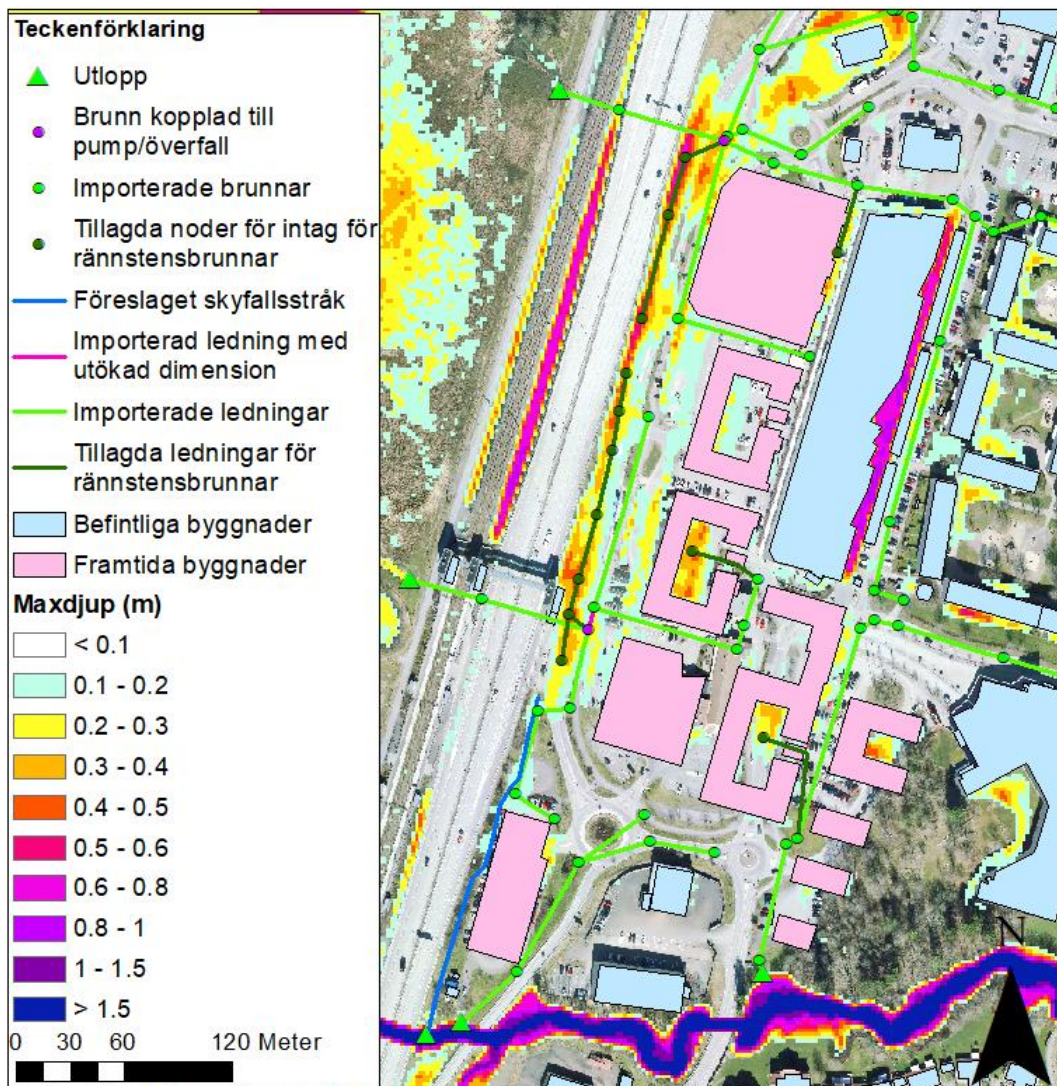 Teckenförklaring
Utlopp
Brunn kopplad till
pump/överfall
Importerade brunnar
Tillagda noder för intag för
rännstensbrunnar
Föreslaget skyfallsstråk
Importerad ledning med
utökad dimension
Importerade ledningar
Tillagda ledningar för
rännstensbrunnar
Befintliga byggnader
Framtida byggnader
Maxdjup (m)
< 0.1
0.1 - 0.2
0.2 - 0.3
0.3 - 0.4
0.4 - 0.5
0.5 - 0.6
0.6 - 0.8
0.8 - 1
1 - 1.5
> 1.5
0 30 60 120 Meter
N